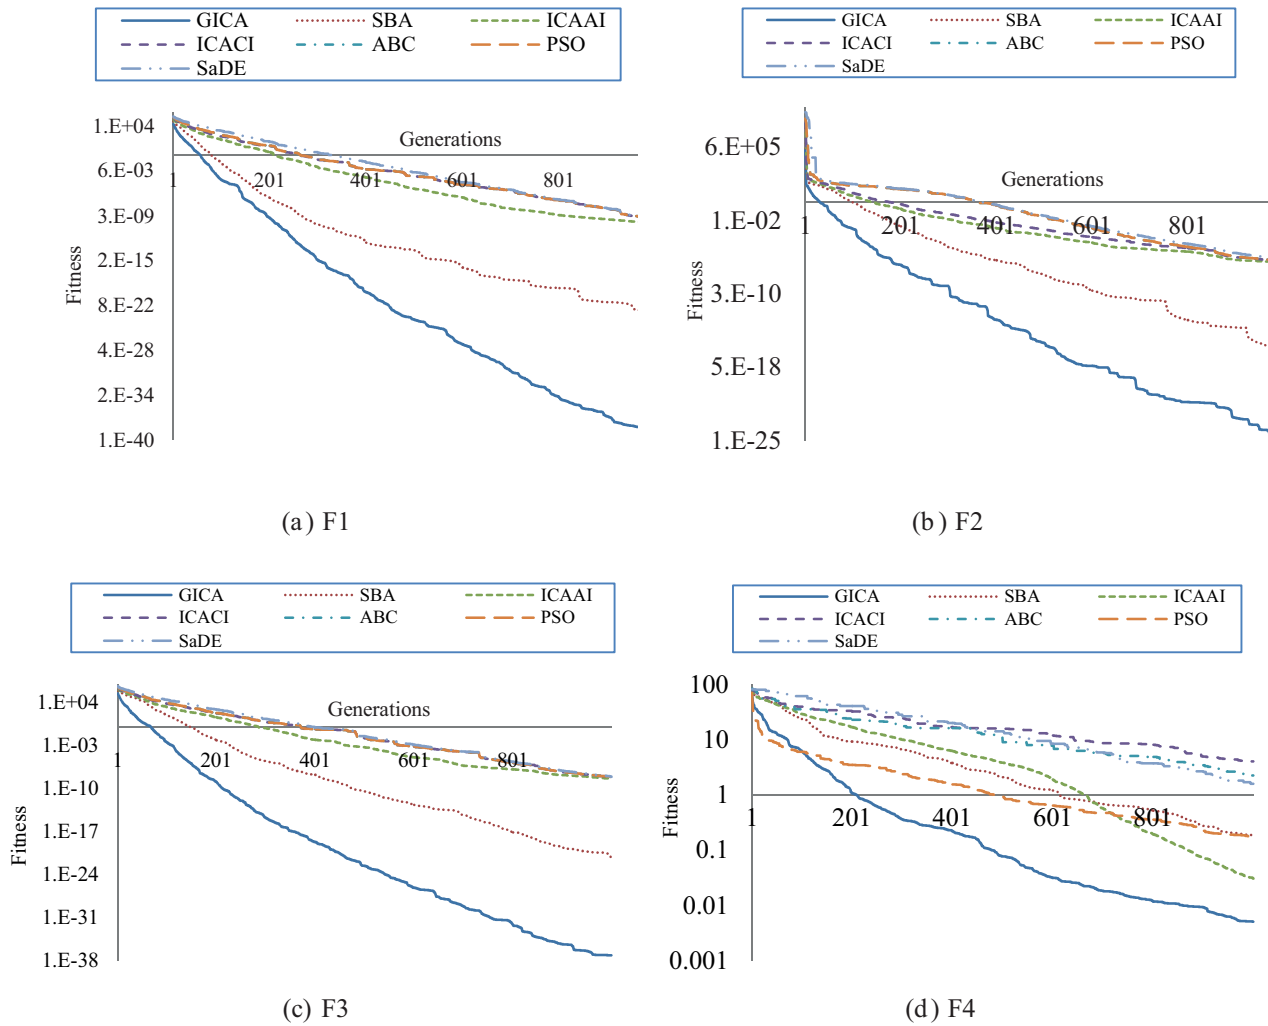 GICA SBA ICAAI
ICACI ABC PSO
SaDE
1.E+04
6.E-03
3.E-09
2.E-15
8.E-22
4.E-28
2.E-34
1.E-40
Fitness
Generations
1 201 401 601 801
(a) F1
GICA SBA ICAAI
ICACI ABC PSO
SaDE
6.E+05
1.E-02
3.E-10
5.E-18
1.E-25
Fitness
Generations
1 201 401 601 801
(b) F2
GICA SBA ICAAI
ICACI ABC PSO
SaDE
1.E+04
1.E-03
1.E-10
1.E-17
1.E-24
1.E-31
1.E-38
Fitness
Generations
1 201 401 601 801
(c) F3
GICA SBA ICAAI
ICACI ABC PSO
SaDE
100
10
1
0.1
0.01
0.001
Fitness
1 201 401 601 801
(d) F4